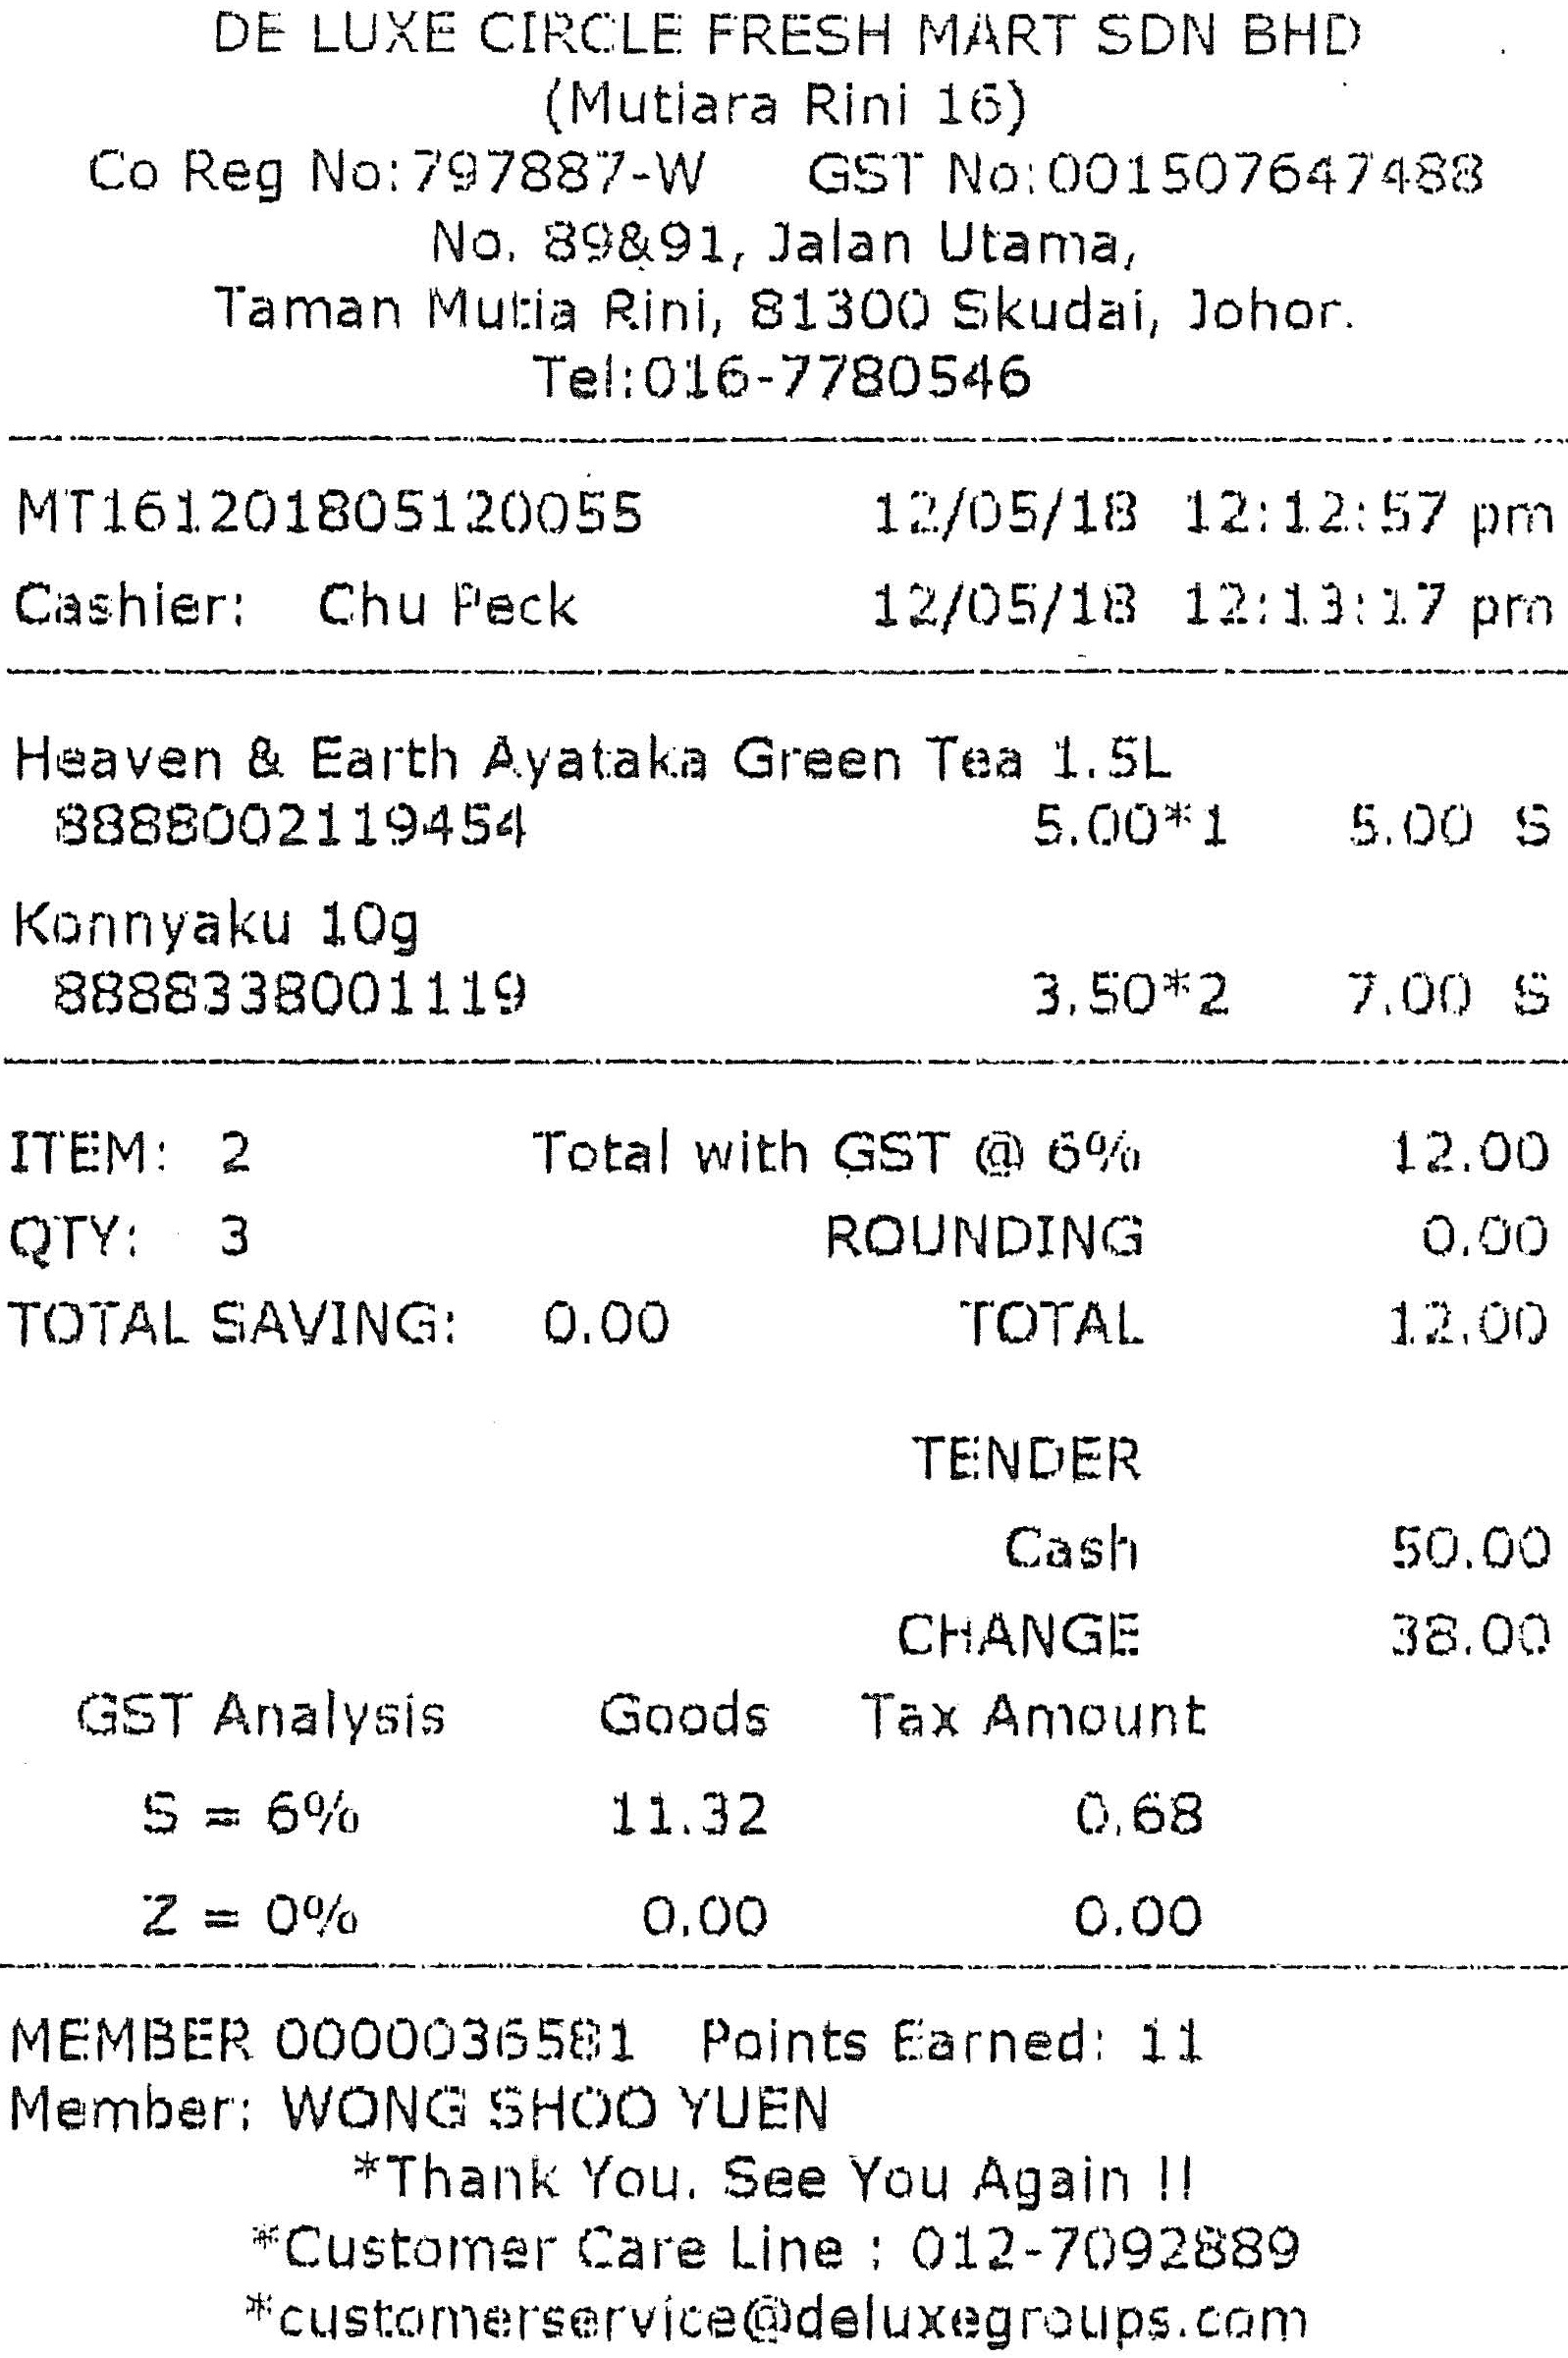 DE LUXE CIRCLE FRESH MART SDN BHD
(Mutiara Rini 16)
Co Reg No:797887-W GST No:001507647488
No. 89&91, Jalan Utama,
Taman Mutia Rini, 81300 Skudai, Johor.
Tel:016-7780546
MT161201805120055 12/05/18 12:12:57 pm
Cashier: Chu Peck 12/05/18 12:13:17 pm
Heaven & Earth Ayataka Green Tea 1.5L
8888002119454 5.00*1 5.00 S
Konnyaku 10g
8888338001119 3.50*2 7.00 S
ITEM: 2 Total with GST @ 6% 12.00
QTY: 3 ROUNDING 0.00
TOTAL SAVING: 0.00 TOTAL 12.00
TENDER
Cash 50.00
CHANGE 38.00
GST Analysis Goods Tax Amount
S = 6% 11.32 0.68
Z = 0% 0.00 0.00
MEMBER 0000036581 Points Earned: 11
Member: WONG SHOO YUEN
*Thank You. See You Again !!
*Customer Care Line : 012-7092889
*customerservice@deluxegroups.com